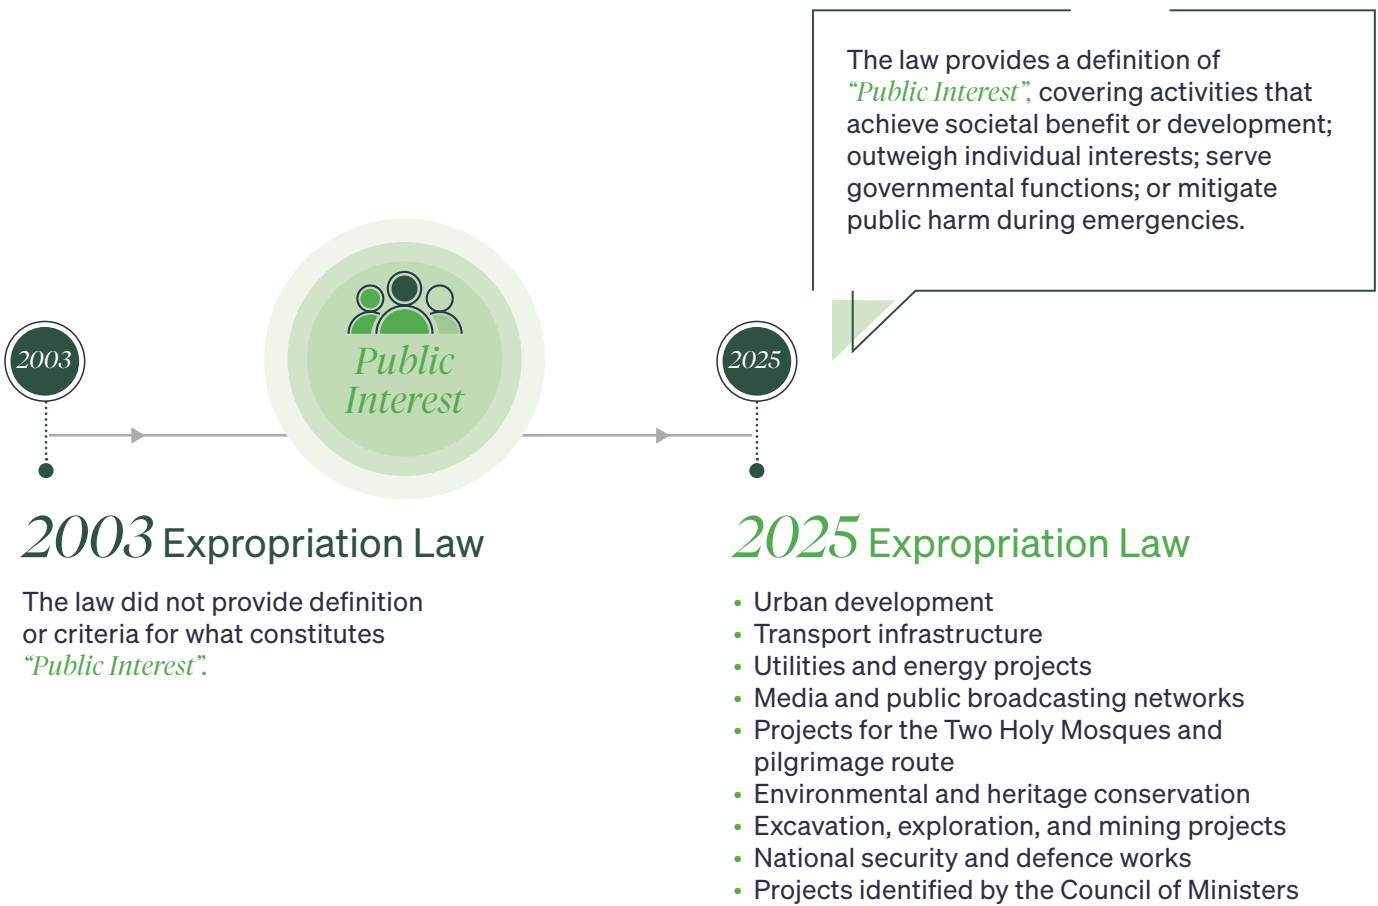 The law provides a definition of
“Public Interest”, covering activities that
achieve societal benefit or development;
outweigh individual interests; serve
governmental functions; or mitigate
public harm during emergencies.
2003
Public
Interest
2025
2003 Expropriation Law
The law did not provide definition
or criteria for what constitutes
“Public Interest”.
2025 Expropriation Law
• Urban development
• Transport infrastructure
• Utilities and energy projects
• Media and public broadcasting networks
• Projects for the Two Holy Mosques and
pilgrimage route
• Environmental and heritage conservation
• Excavation, exploration, and mining projects
• National security and defence works
• Projects identified by the Council of Ministers